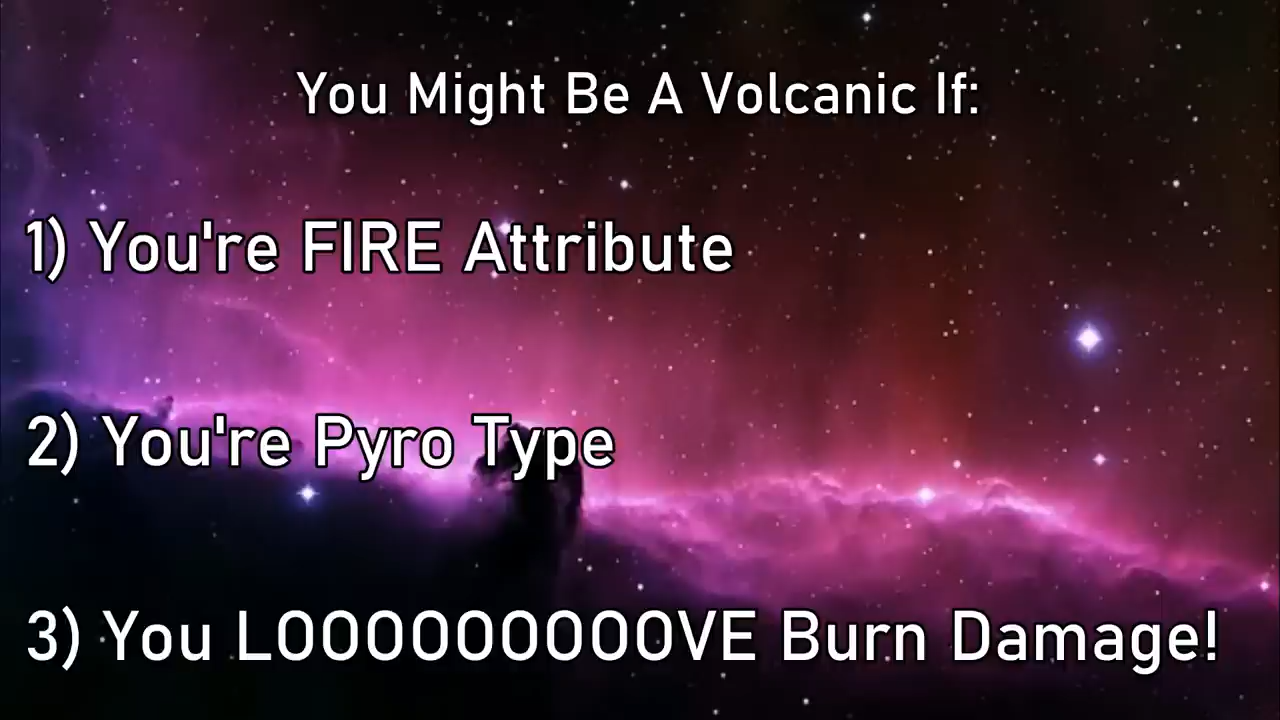 You Might Be A Volcanic If:
1) You're FIRE Attribute
2) You're Pyro Type
3) You LOOOOOOOOOVE Burn Damage!